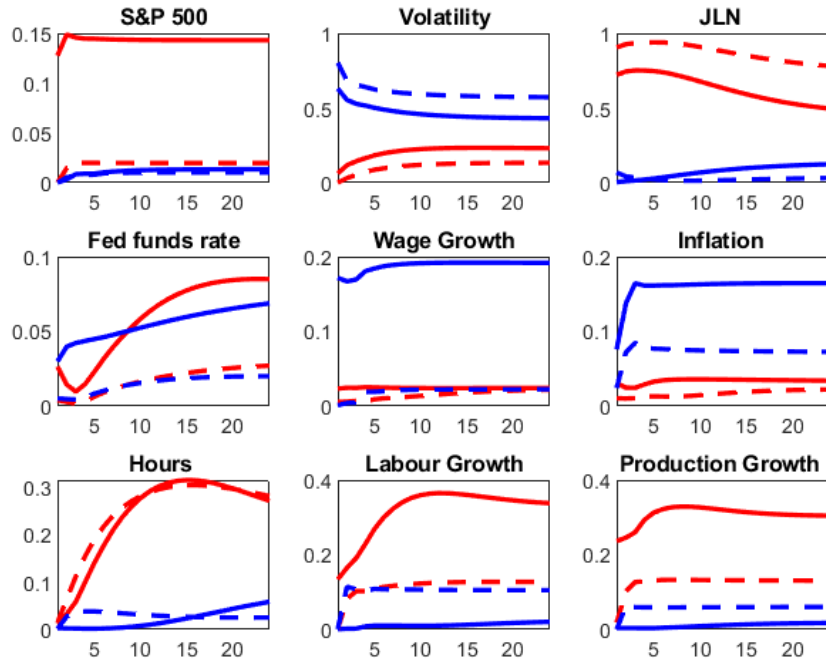 S&P 500 Volatility JLN
0.15 1 1
0.1
0.5 0.5
0.05
0 0 0
5 10 15 20 5 10 15 20 5 10 15 20
Fed funds rate Wage Growth Inflation
0.1 0.2 0.2
0.05 0.1 0.1
0 0 0
5 10 15 20 5 10 15 20 5 10 15 20
Hours Labour Growth Production Growth
0.3 0.4 0.4
0.2 0.2 0.2
0.1
0 0 0
5 10 15 20 5 10 15 20 5 10 15 20